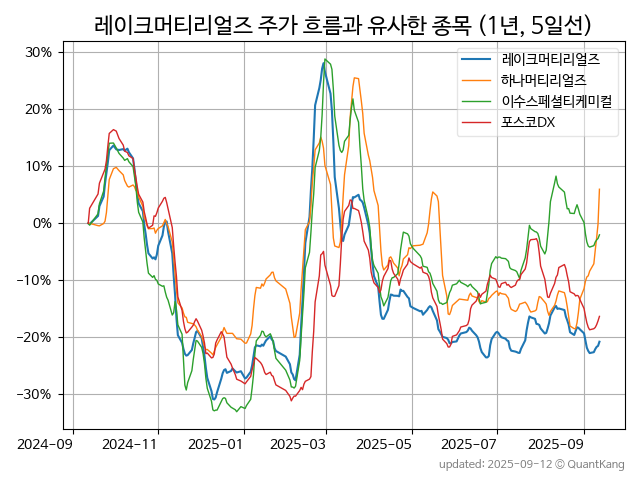 레이크머티리얼즈 주가 흐름과 유사한 종목 (1년, 5일선)
레이크머티리얼즈
하나머티리얼즈
이수스페셜티케미컬
포스코DX
30%
20%
10%
0%
−10%
−20%
−30%
2024-09 2024-11 2025-01 2025-03 2025-05 2025-07 2025-09
updated: 2025-09-12 © QuantKang